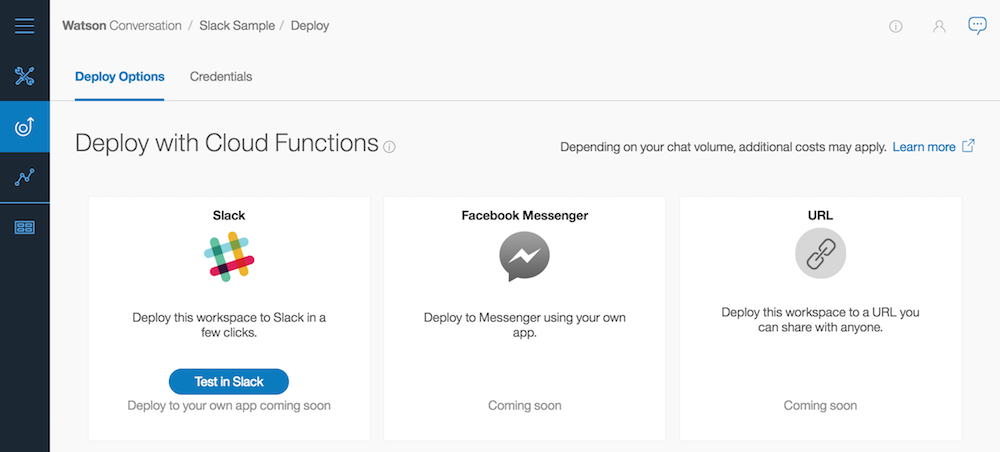 Watson Conversation / Slack Sample / Deploy
Deploy Options
Credentials
Deploy with Cloud Functions
Depending on your chat volume, additional costs may apply. Learn more
Slack
Deploy this workspace to Slack in a
few clicks.
Test in Slack
Deploy to your own app coming soon
Facebook Messenger
Deploy to Messenger using your own
app.
Coming soon
URL
Deploy this workspace to a URL you
can share with anyone.
Coming soon